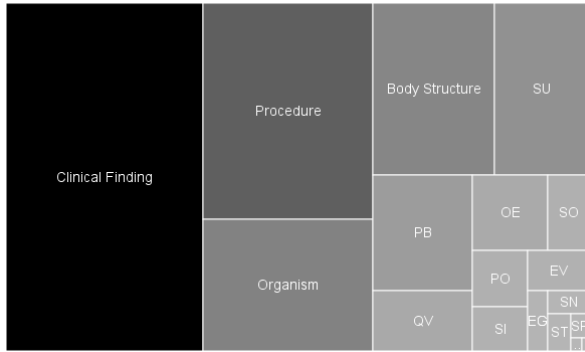 Clinical Finding
Procedure
Organism
Body Structure
SU
PB
OE
SO
PO
EV
QV
SI
EG
SN
ST